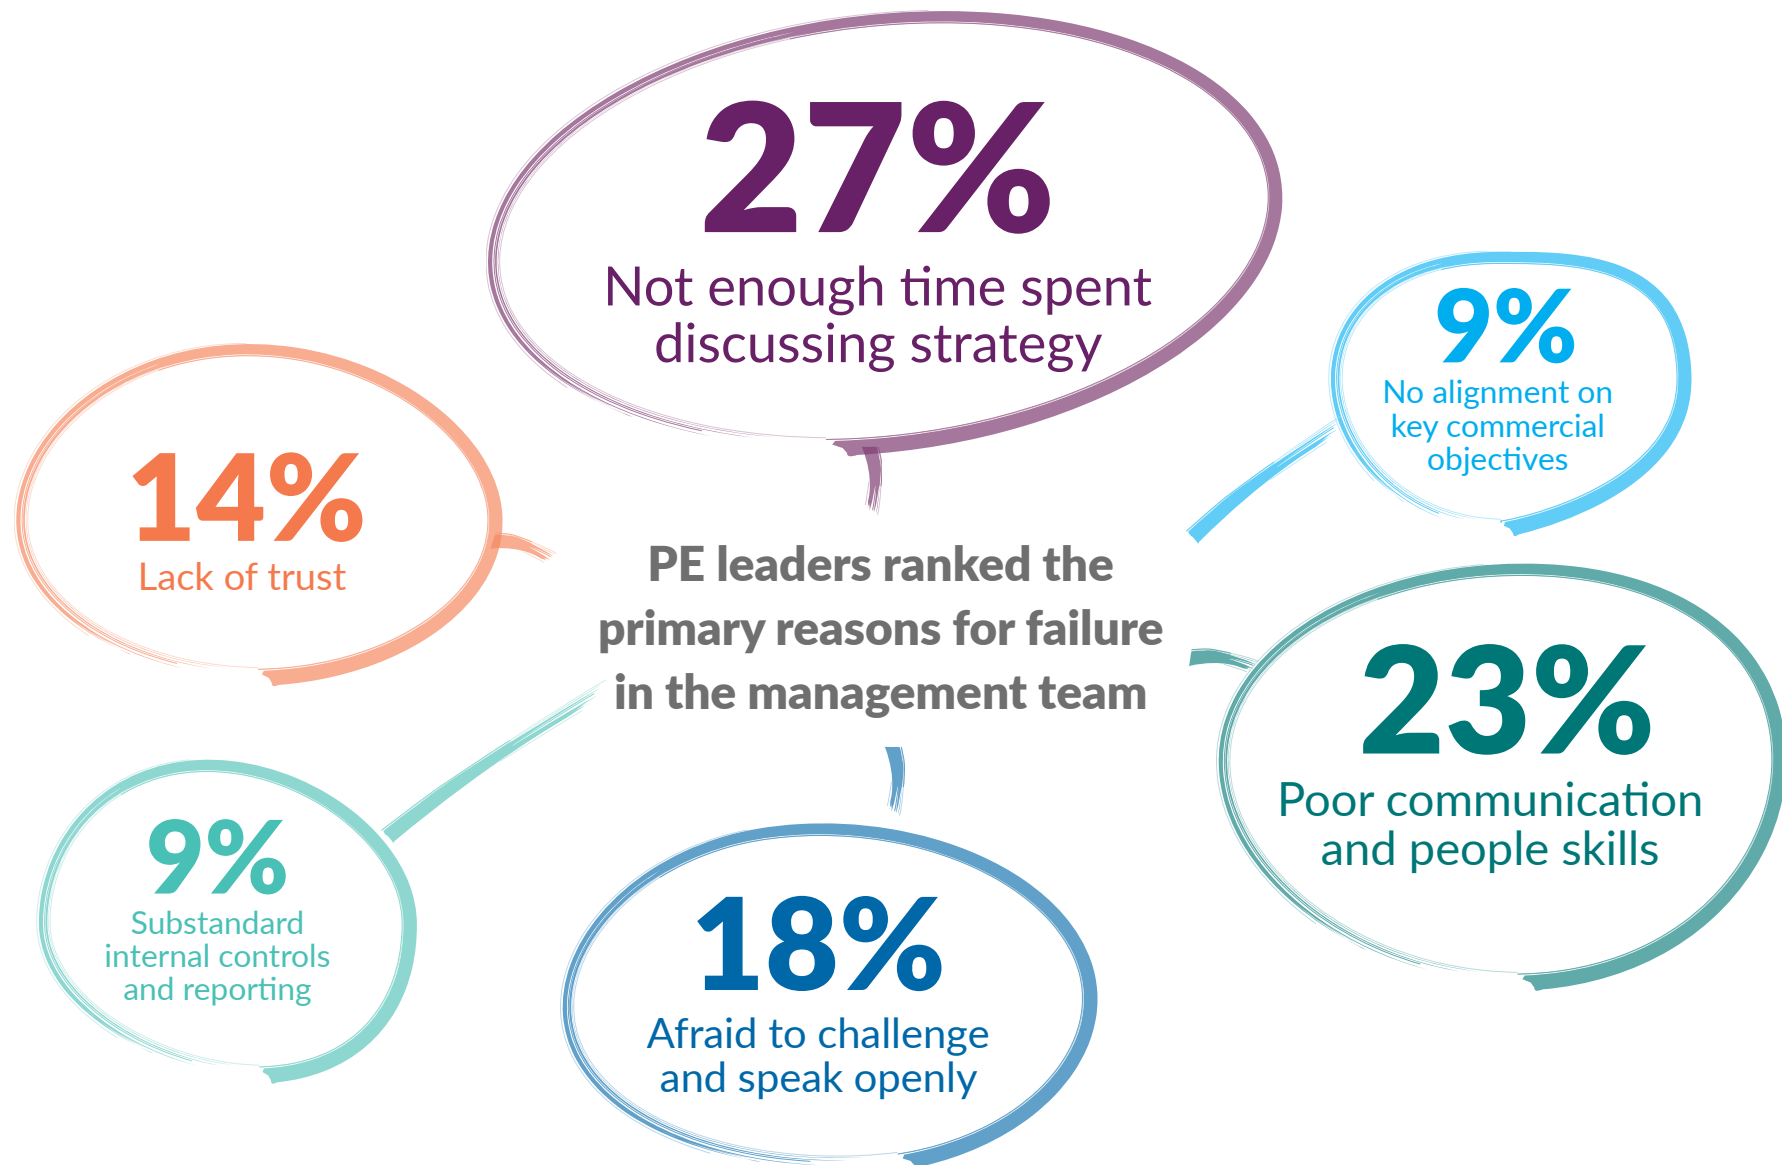 27%
Not enough time spent
discussing strategy
9%
No alignment on
key commercial
objectives
14%
Lack of trust
PE leaders ranked the
primary reasons for failure
in the management team
23%
Poor communication
and people skills
9%
Substandard
internal controls
and reporting
18%
Afraid to challenge
and speak openly